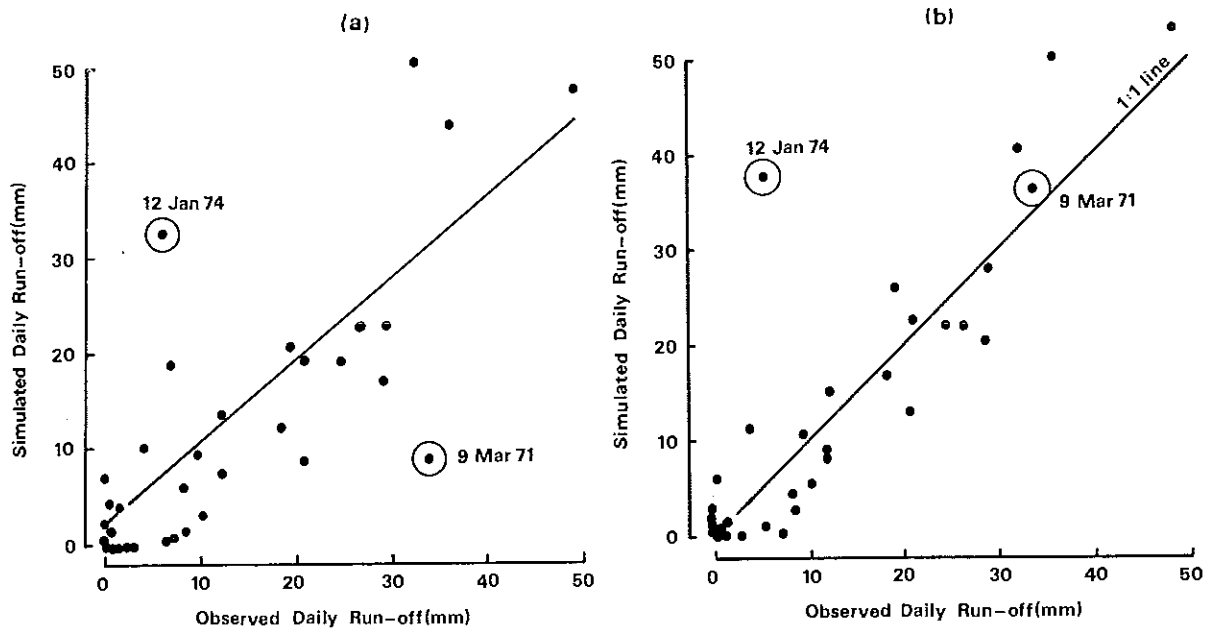 (a)
50
40
30
20
10
0
Simulated Daily Run-off(mm)
12 Jan 74
9 Mar 71
0 10 20 30 40 50
Observed Daily Run-off(mm)
(b)
50
40
30
20
10
0
Simulated Daily Run-off(mm)
12 Jan 74
1:1 line
9 Mar 71
0 10 20 30 40 50
Observed Daily Run-off(mm)